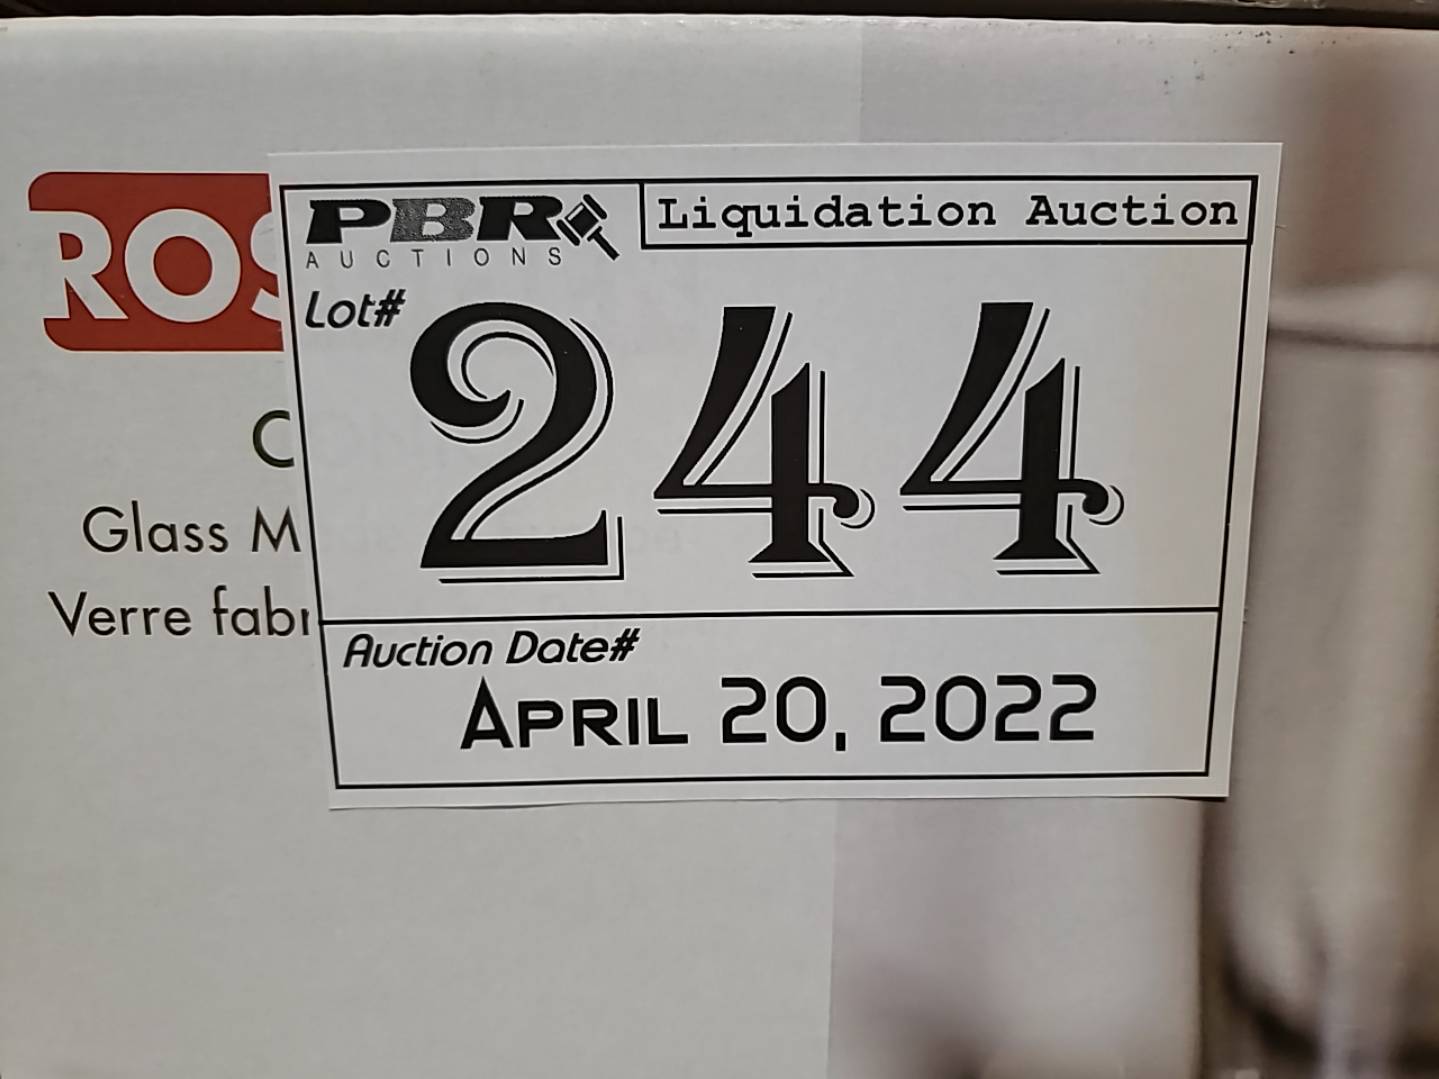 ROS
PBR
AUCTIONS
Liquidation Auction
Lot#
244
C
Glass M
Verre fabr
Auction Date#
April 20, 2022